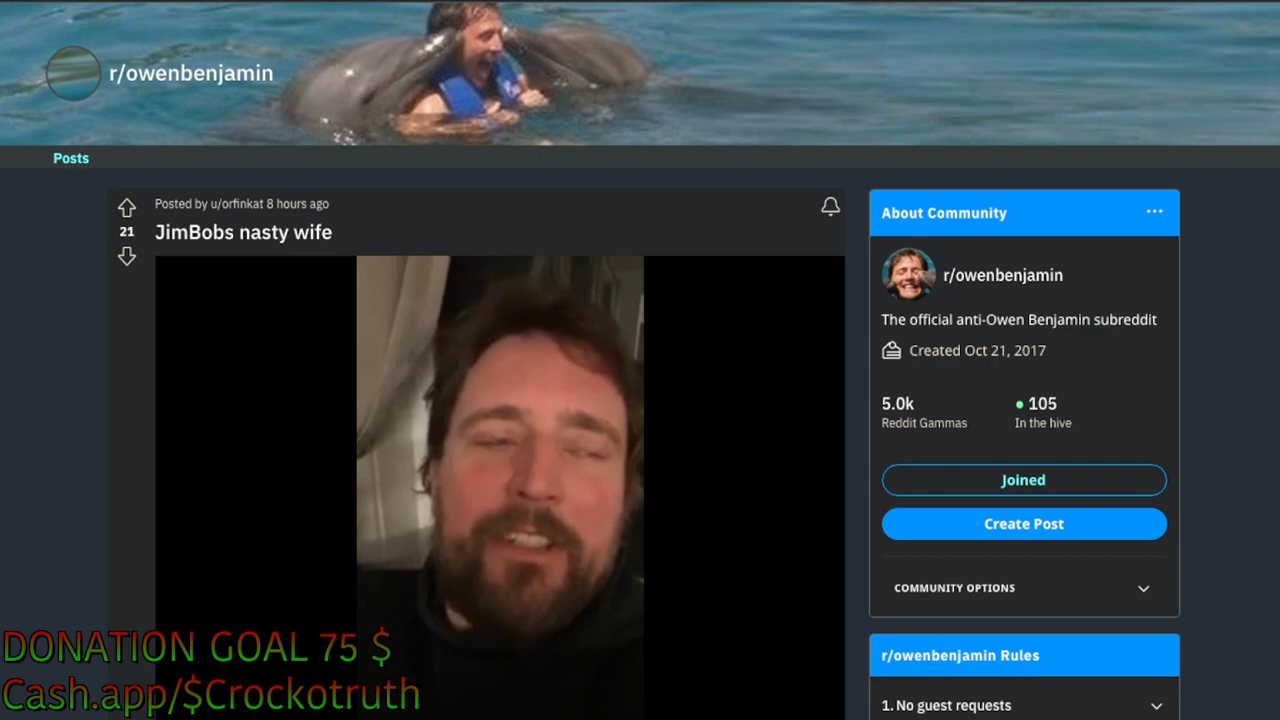 r/owenbenjamin
Posts
Posted by u/orfinkat 8 hours ago
21
JimBobs nasty wife
About Community
r/owenbenjamin
The official anti-Owen Benjamin subreddit
Created Oct 21, 2017
5.0k
105
Reddit Gammas
In the hive
Joined
Create Post
COMMUNITY OPTIONS
r/owenbenjamin Rules
1. No guest requests
DONATION GOAL 75 $
Cash.app/$Crockotruth